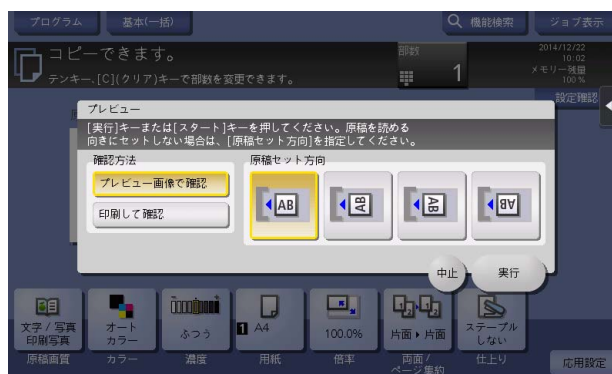 プログラム
基本(一括)
機能検索
ジョブ表示
コピーできます。
テンキー、[C](クリア)キーで部数を変更できます。
部数
1
2014/12/22
10:02
メモリー残量
100 %
設定確認
プレビュー
[実行]キーまたは[スタート]キーを押してください。原稿を読める
向きにセットしない場合は、[原稿セット方向]を指定してください。
確認方法
プレビュー画像で確認
印刷して確認
原稿セット方向
AB
AB
AB
AB
中止
実行
文字 / 写真
印刷写真
原稿画質
オート
カラー
カラー
ふつう
濃度
1 A4
用紙
100.0%
倍率
片面 ▸ 片面
両面 /
ページ集約
ステープル
しない
仕上り
応用設定